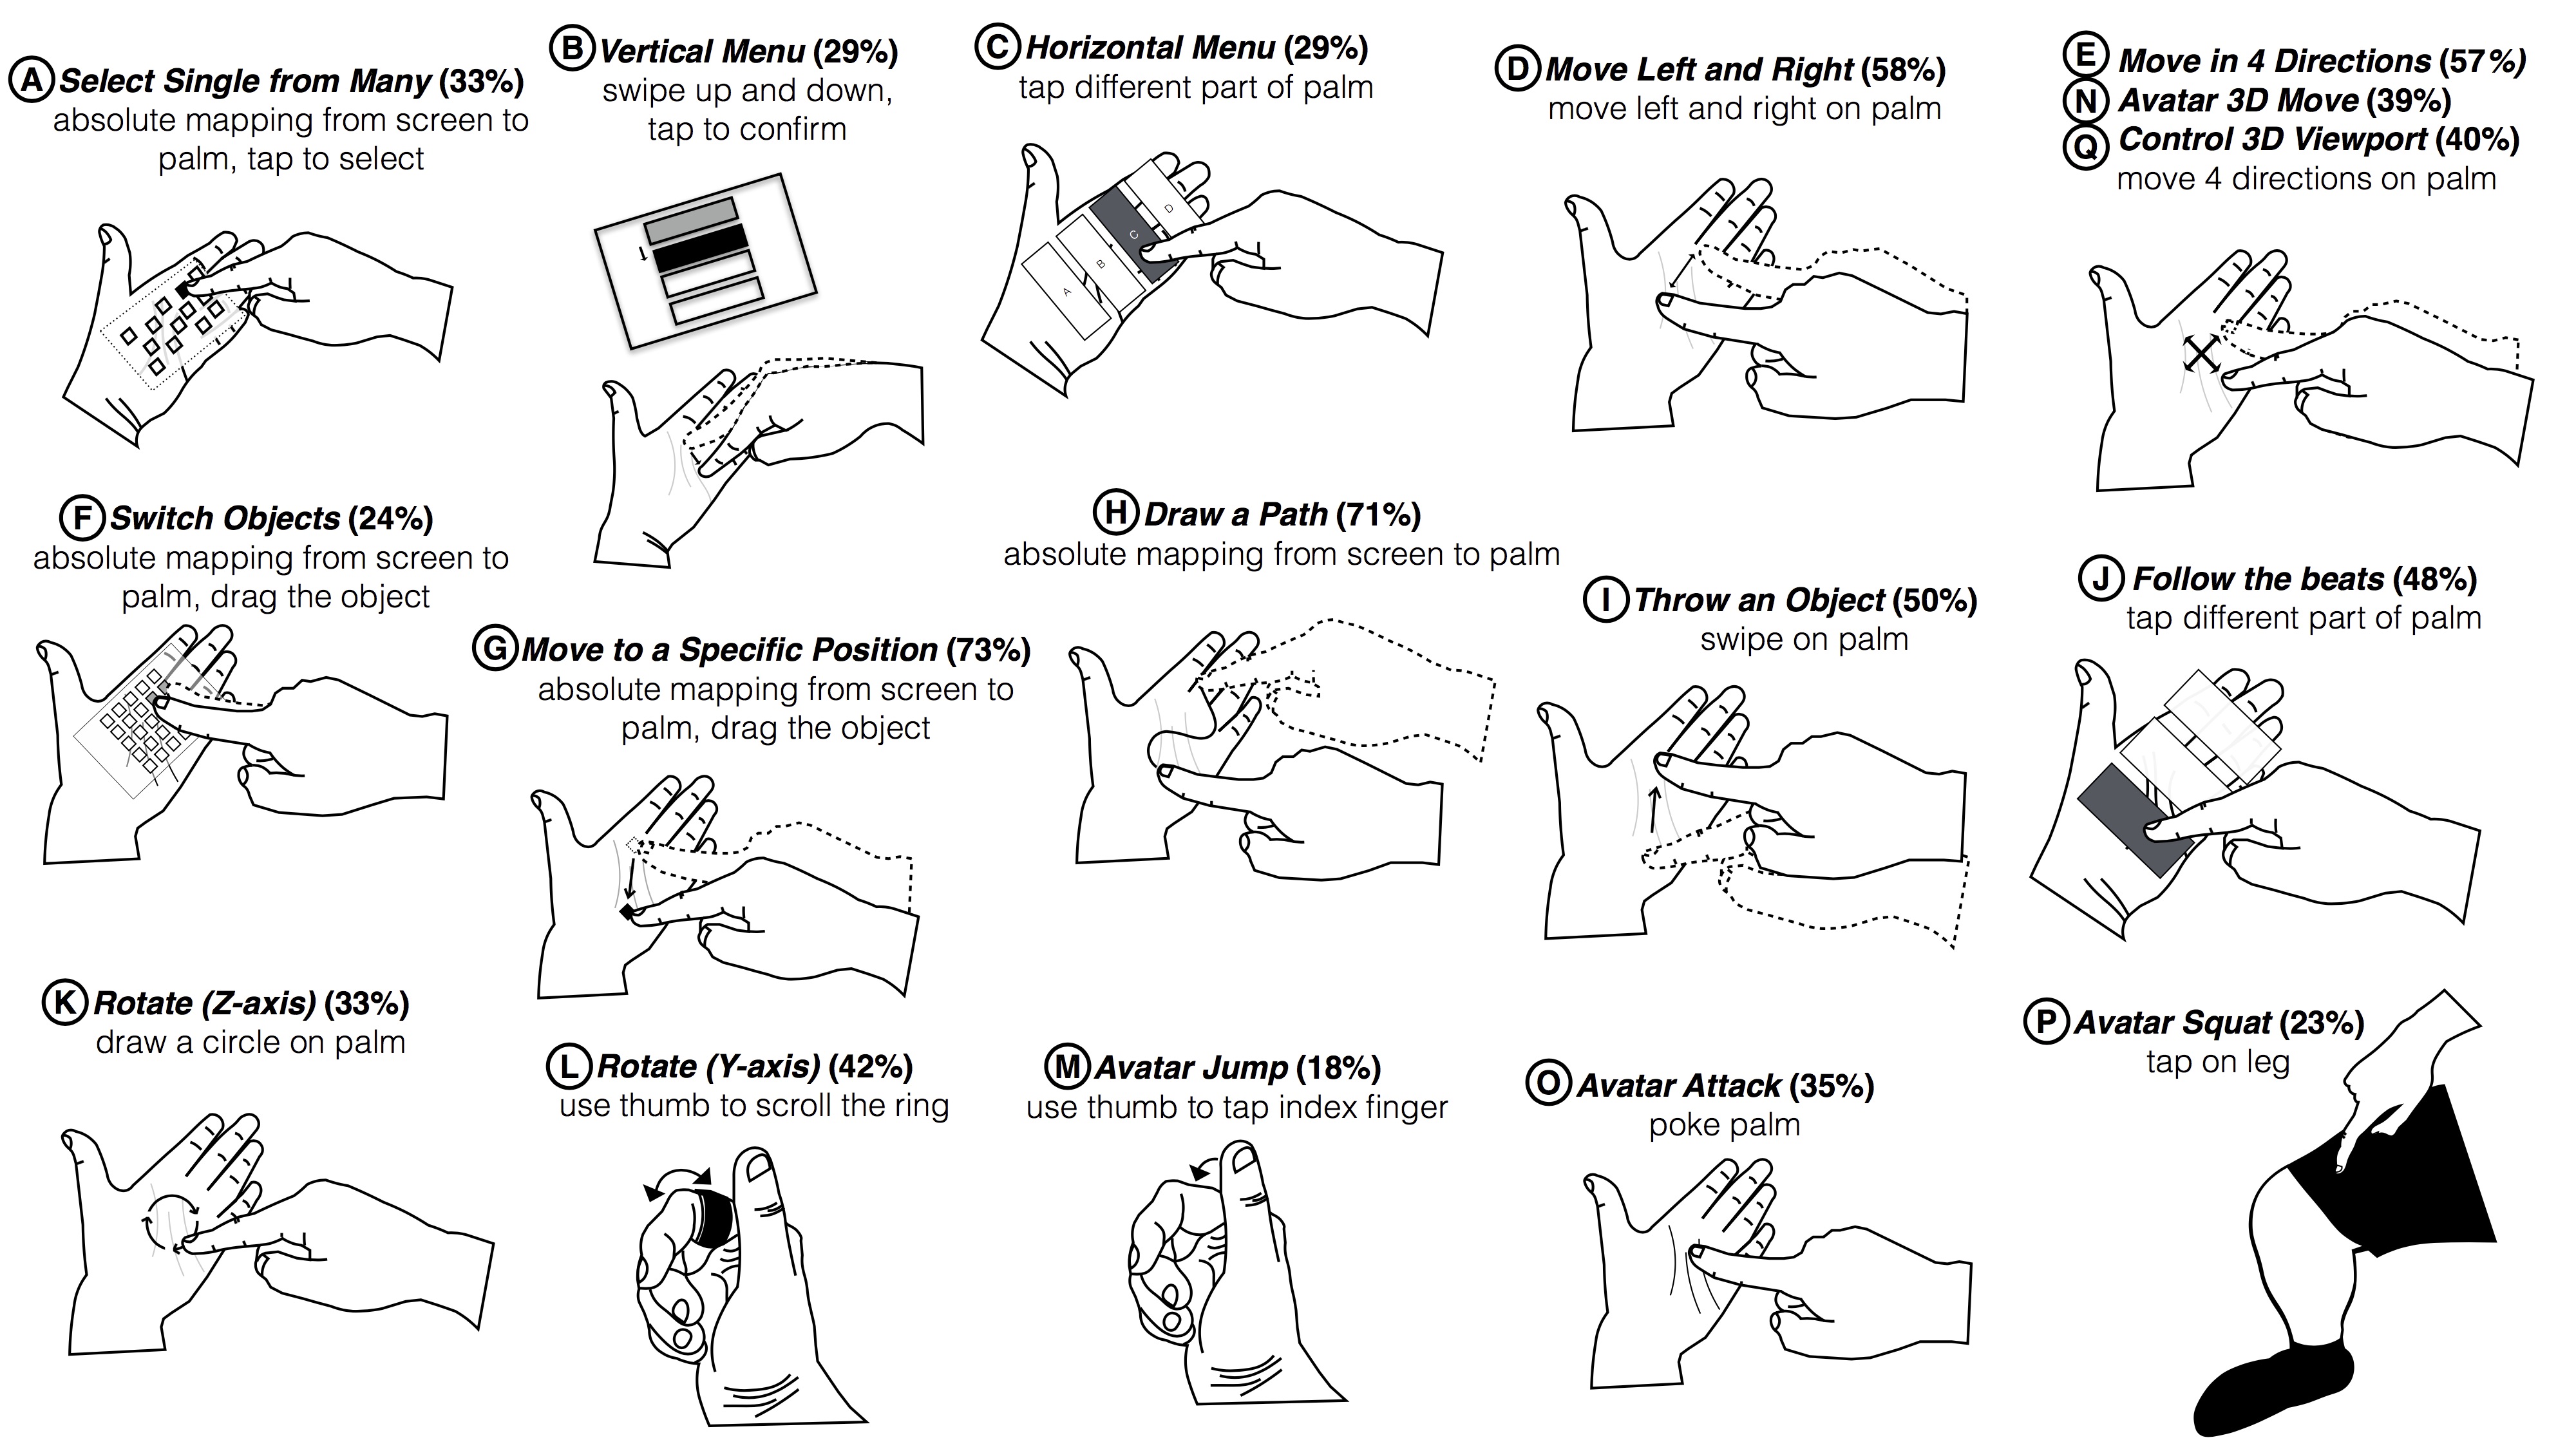 A Select Single from Many (33%)
absolute mapping from screen to
palm, tap to select
B Vertical Menu (29%)
swipe up and down,
tap to confirm
C Horizontal Menu (29%)
tap different part of palm
A
B
C
D
D Move Left and Right (58%)
move left and right on palm
E Move in 4 Directions (57%)
N Avatar 3D Move (39%)
Q Control 3D Viewport (40%)
move 4 directions on palm
F Switch Objects (24%)
absolute mapping from screen to
palm, drag the object
G Move to a Specific Position (73%)
absolute mapping from screen to
palm, drag the object
H Draw a Path (71%)
absolute mapping from screen to palm
I Throw an Object (50%)
swipe on palm
J Follow the beats (48%)
tap different part of palm
K Rotate (Z-axis) (33%)
draw a circle on palm
L Rotate (Y-axis) (42%)
use thumb to scroll the ring
M Avatar Jump (18%)
use thumb to tap index finger
O Avatar Attack (35%)
poke palm
P Avatar Squat (23%)
tap on leg